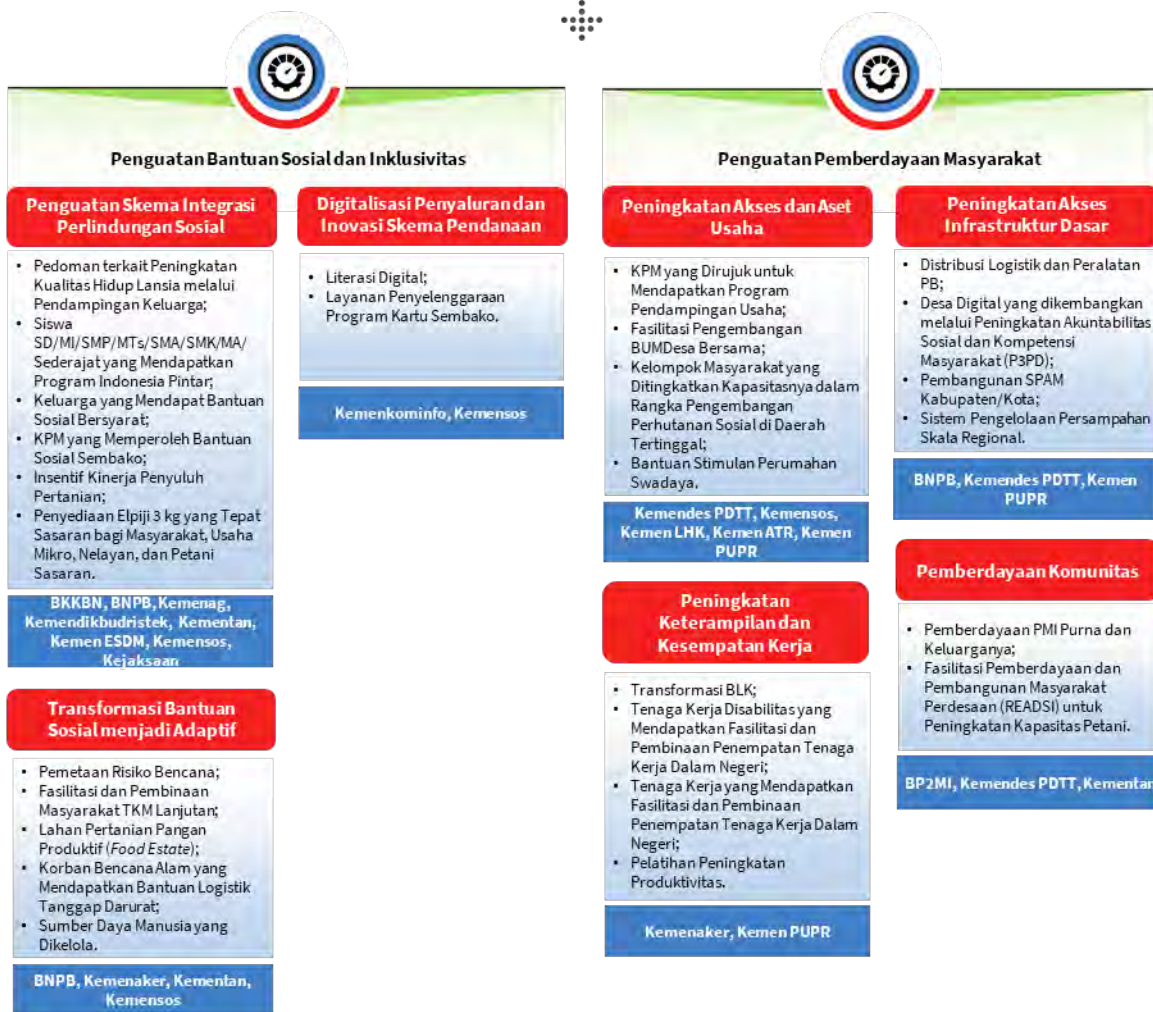 Penguatan Bantuan Sosial dan Inklusivitas
Penguatan Skema Integrasi
Perlindungan Sosial
• Pedoman terkait Peningkatan
Kualitas Hidup Lansia melalui
Pendampingan Keluarga;
• Siswa
SD/MI/SMP/MTs/SMA/SMK/MA/
Sederajat yang Mendapatkan
Program Indonesia Pintar;
• Keluarga yang Mendapat Bantuan
Sosial Bersyarat;
• KPM yang Memperoleh Bantuan
Sosial Sembako;
• Insentif Kinerja Penyuluh
Pertanian;
• Penyediaan Elpiji 3 kg yang Tepat
Sasaran bagi Masyarakat, Usaha
Mikro, Nelayan, dan Petani
Sasaran.
BKKBN, BNPB, Kemenag,
Kemendikbudristek, Kementan,
Kemen ESDM, Kemensos,
Kejaksaan
Transformasi Bantuan
Sosial menjadi Adaptif
• Pemetaan Risiko Bencana;
• Fasilitasi dan Pembinaan
Masyarakat TKM Lanjutan;
• Lahan Pertanian Pangan
Produktif (Food Estate);
• Korban Bencana Alam yang
Mendapatkan Bantuan Logistik
Tanggap Darurat;
• Sumber Daya Manusia yang
Dikelola.
BNPB, Kemenaker, Kementan,
Kemensos
Digitalisasi Penyaluran dan
Inovasi Skema Pendanaan
• Literasi Digital;
• Layanan Penyelenggaraan
Program Kartu Sembako.
Kemenkominfo, Kemensos
Penguatan Pemberdayaan Masyarakat
Peningkatan Akses dan Aset
Usaha
• KPM yang Dirujuk untuk
Mendapatkan Program
Pendampingan Usaha;
• Fasilitasi Pengembangan
BUMDesa Bersama;
• Kelompok Masyarakat yang
Ditingkatkan Kapasitasnya dalam
Rangka Pengembangan
Perhutanan Sosial di Daerah
Tertinggal;
• Bantuan Stimulan Perumahan
Swadaya.
Kemendes PDTT, Kemensos,
Kemen LHK, Kemen ATR, Kemen
PUPR
Peningkatan
Keterampilan dan
Kesempatan Kerja
• Transformasi BLK;
• Tenaga Kerja Disabilitas yang
Mendapatkan Fasilitasi dan
Pembinaan Penempatan Tenaga
Kerja Dalam Negeri;
• Tenaga Kerja yang Mendapatkan
Fasilitasi dan Pembinaan
Penempatan Tenaga Kerja Dalam
Negeri;
• Pelatihan Peningkatan
Produktivitas.
Kemenaker, Kemen PUPR
Peningkatan Akses
Infrastruktur Dasar
• Distribusi Logistik dan Peralatan
PB;
• Desa Digital yang dikembangkan
melalui Peningkatan Akuntabilitas
Sosial dan Kompetensi
Masyarakat (P3PD);
• Pembangunan SPAM
Kabupaten/Kota;
• Sistem Pengelolaan Persampahan
Skala Regional.
BNPB, Kemendes PDTT, Kemen
PUPR
Pemberdayaan Komunitas
• Pemberdayaan PMI Purna dan
Keluarganya;
• Fasilitasi Pemberdayaan dan
Pembangunan Masyarakat
Perdesaan (READSI) untuk
Peningkatan Kapasitas Petani.
BP2MI, Kemendes PDTT, Kementan